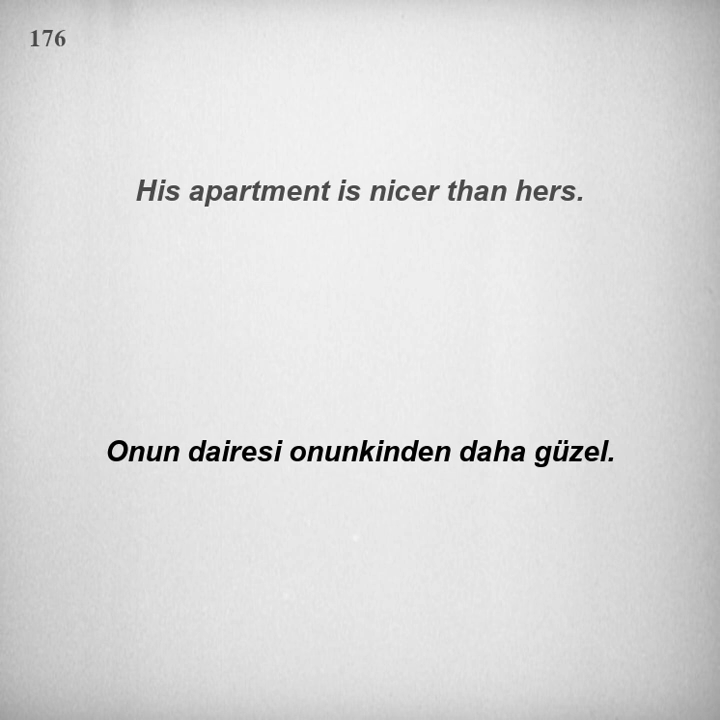 176
His apartment is nicer than hers.
Onun dairesi onunkinden daha güzel.